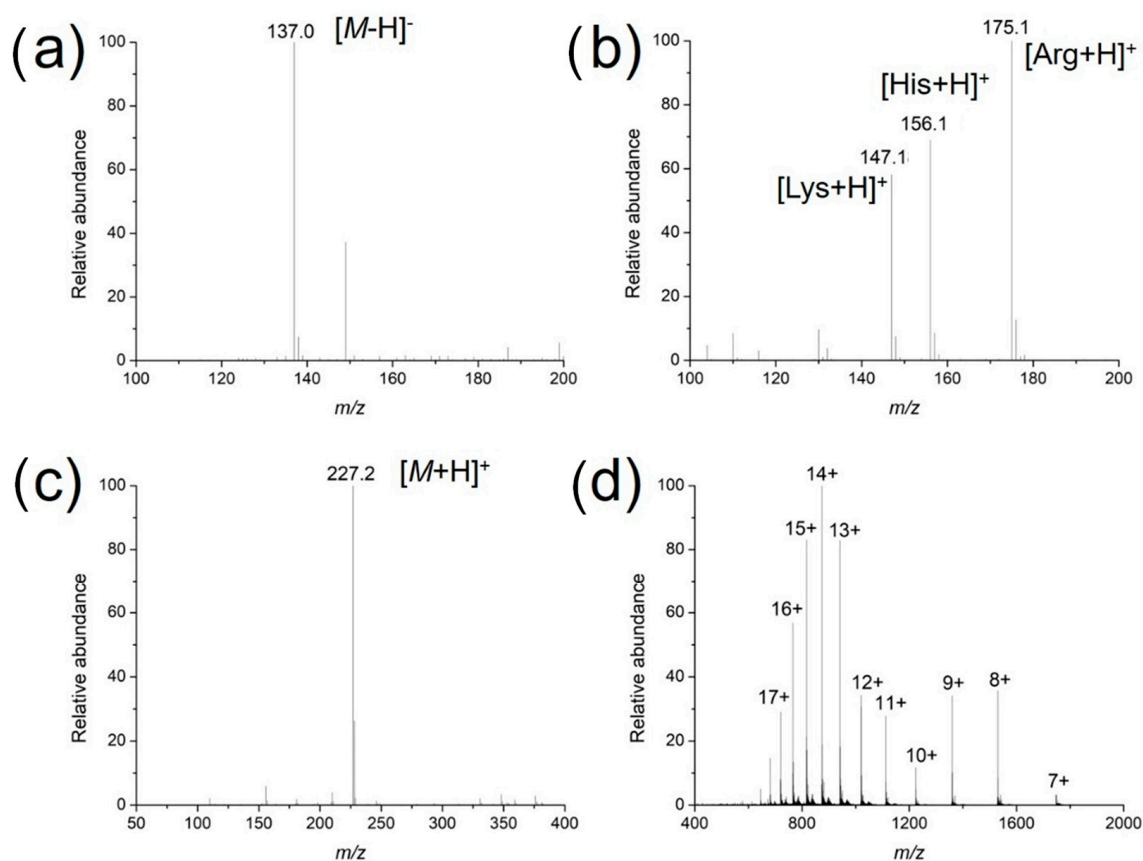 (a)
137.0 [M-H]-
100
80
60
40
20
0
Relative abundance
100 120 140 160 180 200
m/z
(b)
175.1
[Arg+H]+
[His+H]+
156.1
147.1
[Lys+H]+
100
80
60
40
20
0
Relative abundance
100 120 140 160 180 200
m/z
(c)
227.2 [M+H]+
100
80
60
40
20
0
Relative abundance
50 100 150 200 250 300 350 400
m/z
(d)
14+
15+ 13+
16+
17+ 12+ 11+ 9+ 8+
10+
7+
100
80
60
40
20
0
Relative abundance
400 800 1200 1600 2000
m/z